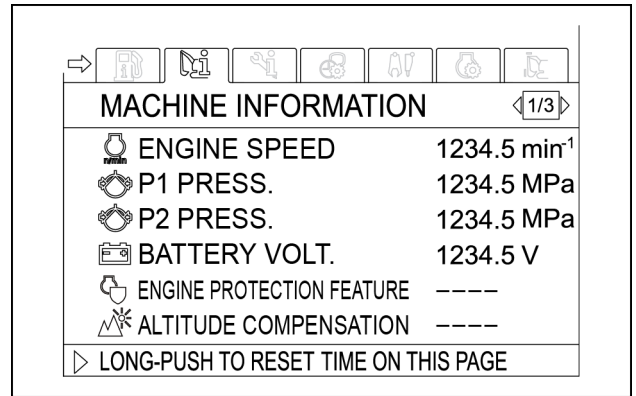 MACHINE INFORMATION 1/3
n/min ENGINE SPEED 1234.5 min⁻¹
P1 PRESS. 1234.5 MPa
P2 PRESS. 1234.5 MPa
BATTERY VOLT. 1234.5 V
ENGINE PROTECTION FEATURE ––––
ALTITUDE COMPENSATION ––––
LONG-PUSH TO RESET TIME ON THIS PAGE